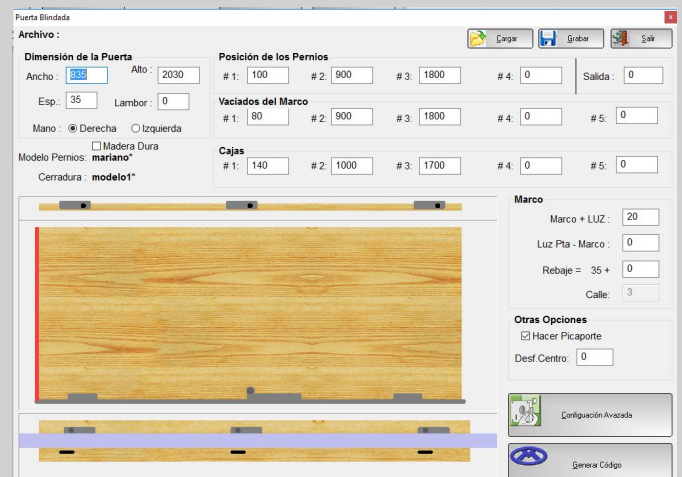 Puerta Blindada
x
Archivo :
Cargar
Grabar
Salir
Dimensión de la Puerta
Ancho : 835 Alto : 2030
Esp.: 35 Lambor : 0
Mano : Derecha Izquierda
Madera Dura
Modelo Pernios: mariano*
Cerradura : modelo1*
Posición de los Pernios
# 1: 100 # 2: 900 # 3: 1800 # 4: 0 Salida : 0
Vaciados del Marco
# 1: 80 # 2: 900 # 3: 1800 # 4: 0 # 5: 0
Cajas
# 1: 140 # 2: 1000 # 3: 1700 # 4: 0 # 5: 0
Marco
Marco + LUZ : 20
Luz Pta - Marco : 0
Rebaje = 35 + 0
Calle: 3
Otras Opciones
Hacer Picaporte
Desf.Centro: 0
Configuación Avazada
Generar Código